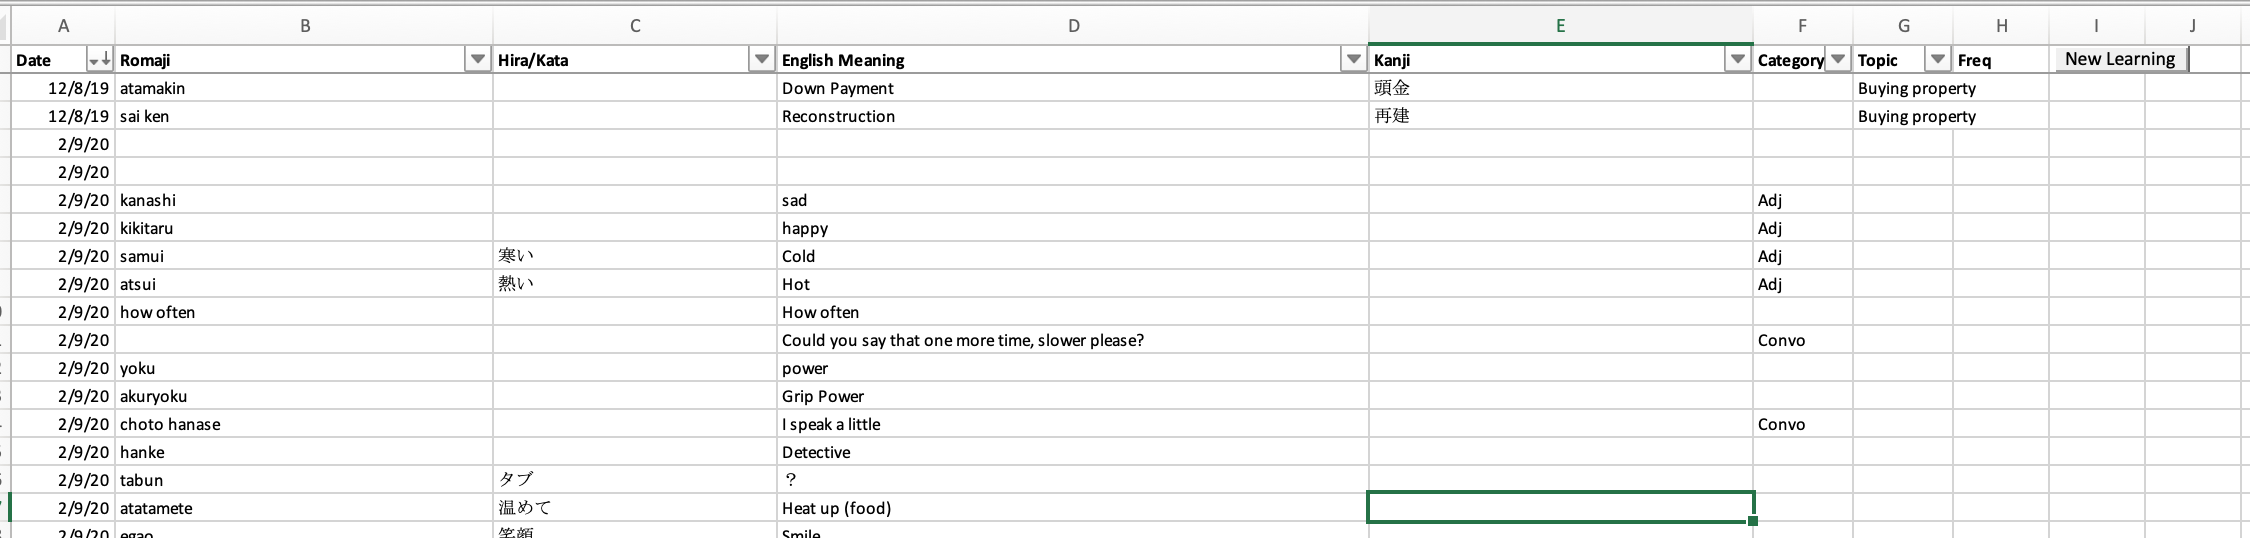 A B C D E F G H I J
Date Romaji Hira/Kata English Meaning Kanji Category Topic Freq New Learning
12/8/19 atamakin Down Payment 頭金 Buying property
12/8/19 sai ken Reconstruction 再建 Buying property
2/9/20
2/9/20
2/9/20 kanashi sad Adj
2/9/20 kikitaru happy Adj
2/9/20 samui 寒い Cold Adj
2/9/20 atsui 熱い Hot Adj
2/9/20 how often How often
2/9/20 Could you say that one more time, slower please? Convo
2/9/20 yoku power
2/9/20 akuryoku Grip Power
2/9/20 choto hanase I speak a little Convo
2/9/20 hanke Detective
2/9/20 tabun タブ ?
2/9/20 atatamete 温めて Heat up (food)
2/9/20 egao 笑顔 Smile